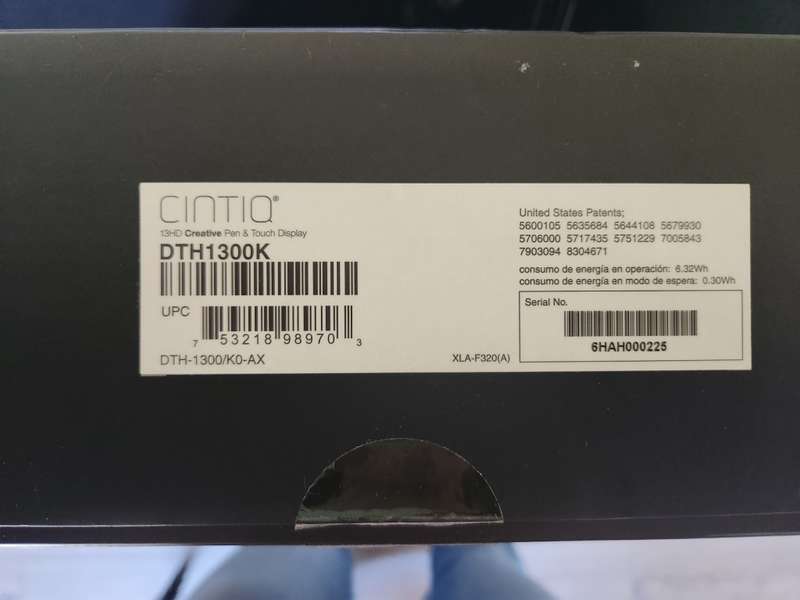 CINTIQ®
13HD Creative Pen & Touch Display
DTH1300K
UPC
7 53218 98970 3
DTH-1300/K0-AX
XLA-F320(A)
United States Patents;
5600105 5635684 5644108 5679930
5706000 5717435 5751229 7005843
7903094 8304671
consumo de energía en operación: 6.32Wh
consumo de energía en modo de espera: 0.30Wh
Serial No.
6HAH000225